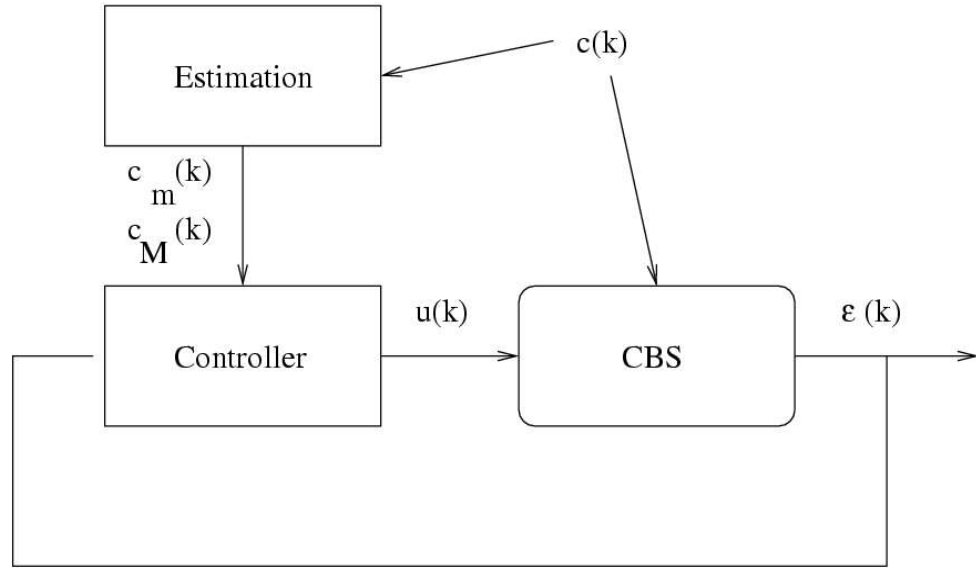 Estimation
c(k)
c m (k)
c M (k)
Controller
u(k)
CBS
ε (k)